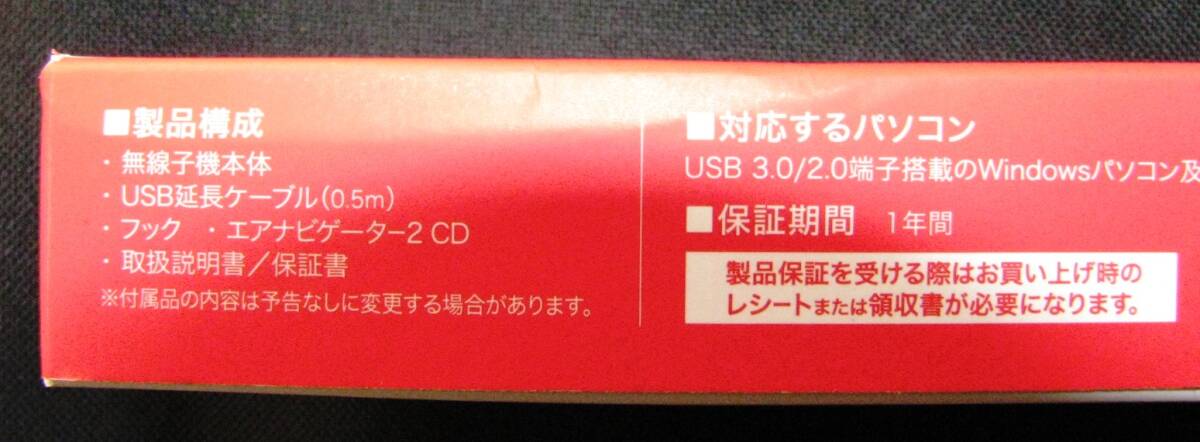 ■製品構成
・無線子機本体
・USB延長ケーブル(0.5m)
・フック ・エアナビゲーター2 CD
・取扱説明書／保証書
※付属品の内容は予告なしに変更する場合があります。
■対応するパソコン
USB 3.0/2.0端子搭載のWindowsパソコン及
■保証期間 1年間
製品保証を受ける際はお買い上げ時の
レシートまたは領収書が必要になります。